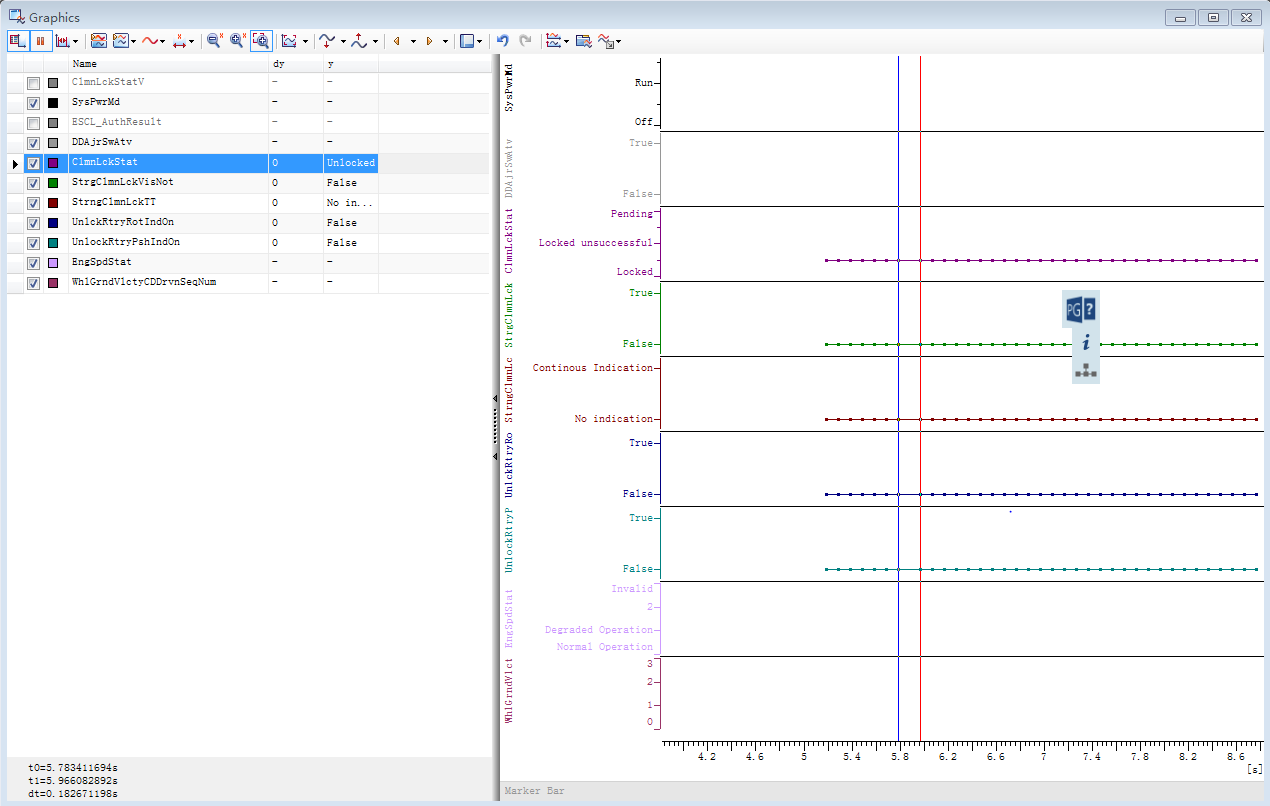 Graphics
Name dy y
ClmnLckStatV - -
SysPwrMd - -
ESCL_AuthResult - -
DDAjrSwAtv - -
ClmnLckStat 0 Unlocked
StrgClmnLckVisNot 0 False
StrngClmnLckTT 0 No in...
UnlckRtryRotIndOn 0 False
UnlockRtryPshIndOn 0 False
EngSpdStat - -
WhlGrndVlctyCDDrvnSeqNum - -
t0=5.783411694s
t1=5.966082892s
dt=0.182671198s
SysPwrMd
Run
Off
DDAjrSwAtv
True
False
ClmnLckStat
Pending
Locked unsuccessful
Locked
StrgClmnLck
True
False
StrngClmnLc
Continous Indication
No indication
UnlckRtryRo
True
False
UnlockRtryP
True
False
EngSpdStat
Invalid
2
Degraded Operation
Normal Operation
WhlGrndVlct
3
2
1
0
PG ?
i
4.2 5 5.4 5.8 6.2 6.6 7 7.4 7.8 8.2 8.6
[s]
Marker Bar